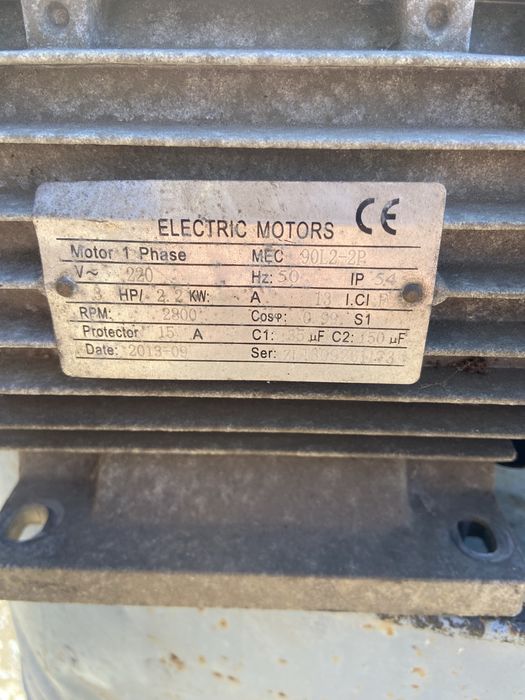 CE
ELECTRIC MOTORS
Motor 1 Phase MEC 90L2-2P
V~ 220 Hz: 50 IP 54
3 HP/ 2.2 KW: A 13 I.Cl F
RPM: 2800 Cosφ: S1
Protector 15 A C1: μF C2: μF
Date: 2013-09 Ser: